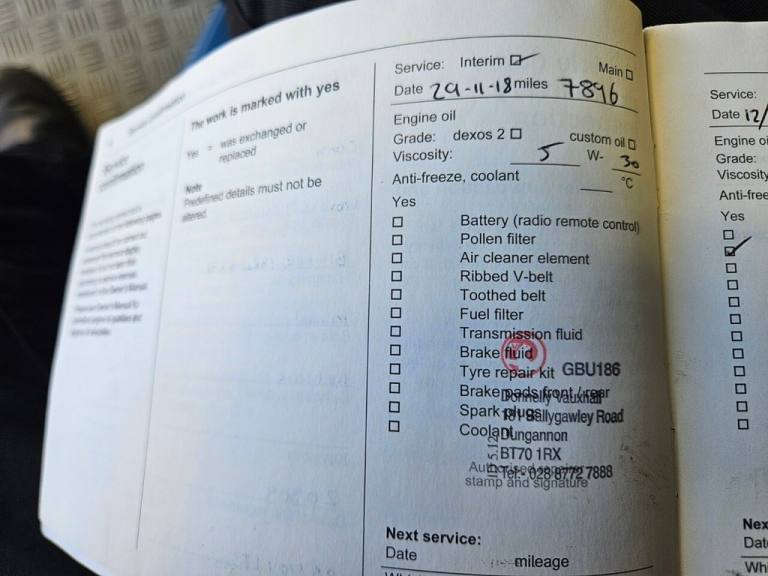 The work is marked with yes
Yes = was exchanged or
replaced
Note
Predefined details must not be
altered.
Service: Interim ☑ Main ☐
Date 29-11-18 miles 7896
Engine oil
Grade: dexos 2 ☐ custom oil ☐
Viscosity: 5 W- 30
Anti-freeze, coolant °C
Yes
☐ Battery (radio remote control)
☐ Pollen filter
☐ Air cleaner element
☐ Ribbed V-belt
☐ Toothed belt
☐ Fuel filter
☐ Transmission fluid
☐ Brake fluid
☐ Tyre repair kit GBU186
☐ Brake pads front / rear
Donnelly Vauxhall
☐ Spark plugs
Ballygawley Road
☐ Coolant
Dungannon
BT70 1RX
Authorised repairer
Tel:- 028 8772 7888
stamp and signature
Next service:
Date mileage
Service:
Date 12/
Engine oi
Grade:
Viscosity
Anti-free
Yes
Nex
Dat
Whi